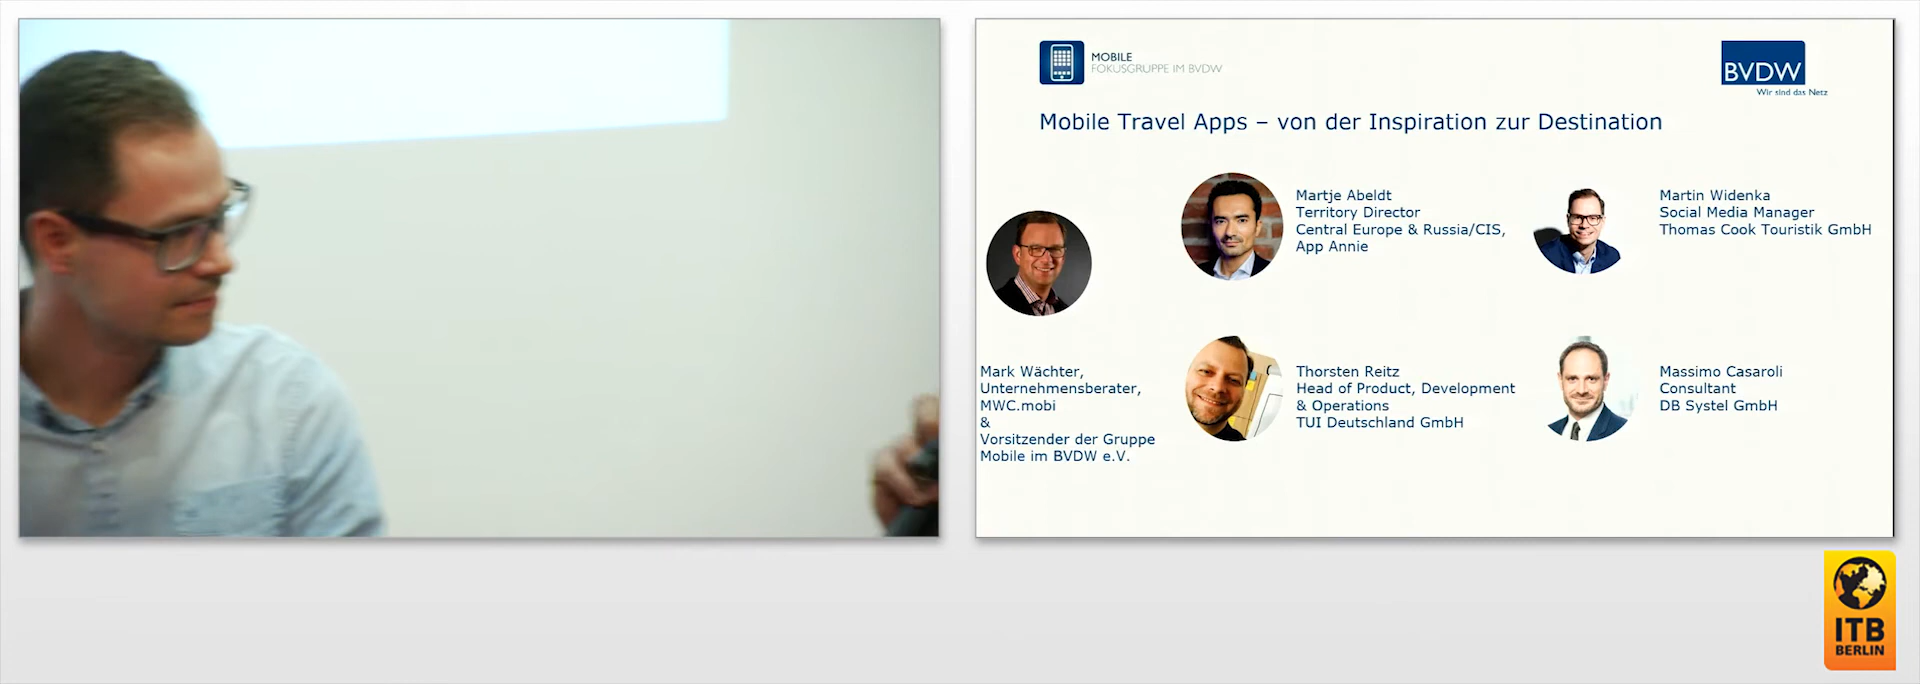 MOBILE
FOKUSGRUPPE IM BVDW
BVDW
Wir sind das Netz
Mobile Travel Apps – von der Inspiration zur Destination
Mark Wächter,
Unternehmensberater,
MWC.mobi
&
Vorsitzender der Gruppe
Mobile im BVDW e.V.
Martje Abeldt
Territory Director
Central Europe & Russia/CIS,
App Annie
Martin Widenka
Social Media Manager
Thomas Cook Touristik GmbH
Thorsten Reitz
Head of Product, Development
& Operations
TUI Deutschland GmbH
Massimo Casaroli
Consultant
DB Systel GmbH
ITB
BERLIN